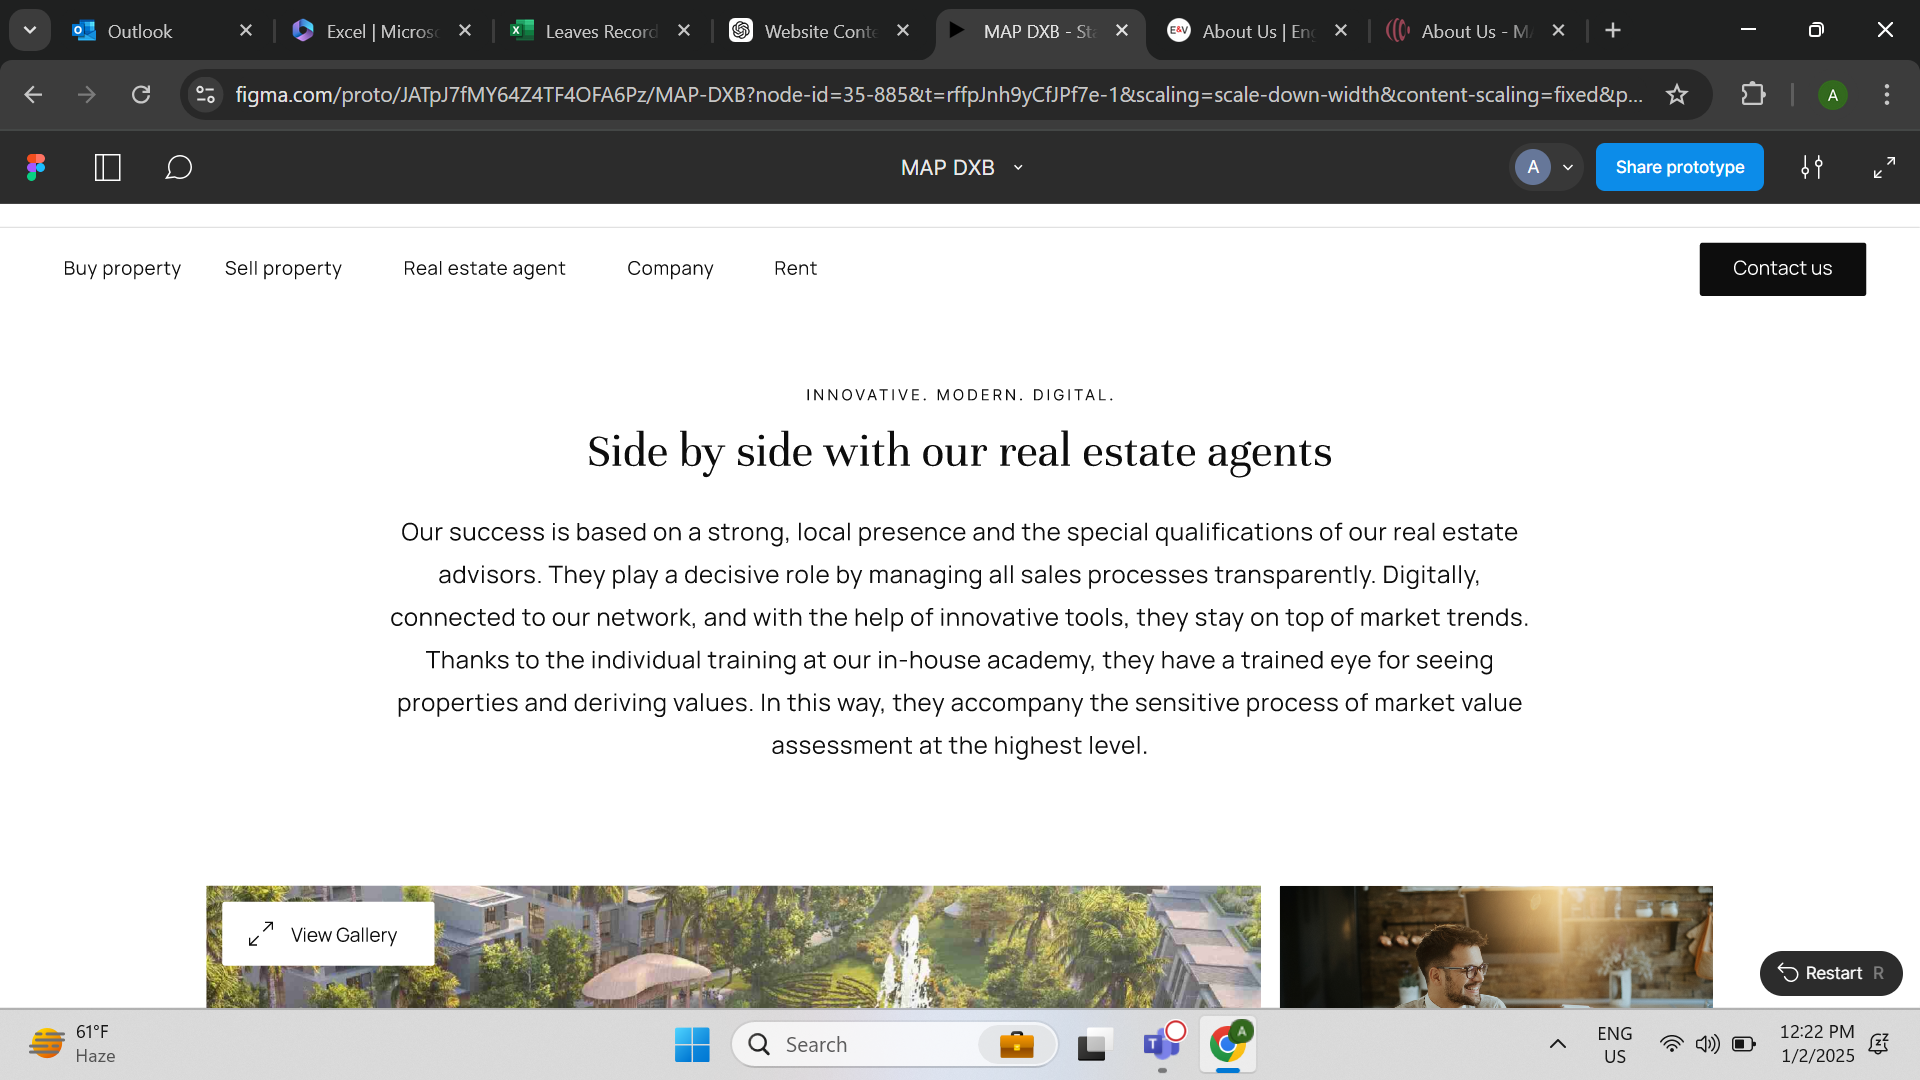 Outlook
Excel | Micros
Leaves Record
Website Conte
MAP DXB - Sta
E&V
About Us | Eng
About Us - MA
figma.com/proto/JATpJ7fMY64Z4TF4OFA6Pz/MAP-DXB?node-id=35-885&t=rffpJnh9yCfJPf7e-1&scaling=scale-down-width&content-scaling=fixed&p...
A
MAP DXB
A
Share prototype
Buy property
Sell property
Real estate agent
Company
Rent
Contact us
INNOVATIVE. MODERN. DIGITAL.
Side by side with our real estate agents
Our success is based on a strong, local presence and the special qualifications of our real estate
advisors. They play a decisive role by managing all sales processes transparently. Digitally,
connected to our network, and with the help of innovative tools, they stay on top of market trends.
Thanks to the individual training at our in-house academy, they have a trained eye for seeing
properties and deriving values. In this way, they accompany the sensitive process of market value
assessment at the highest level.
View Gallery
Restart R
61°F
Haze
Search
A
ENG
US
12:22 PM
1/2/2025